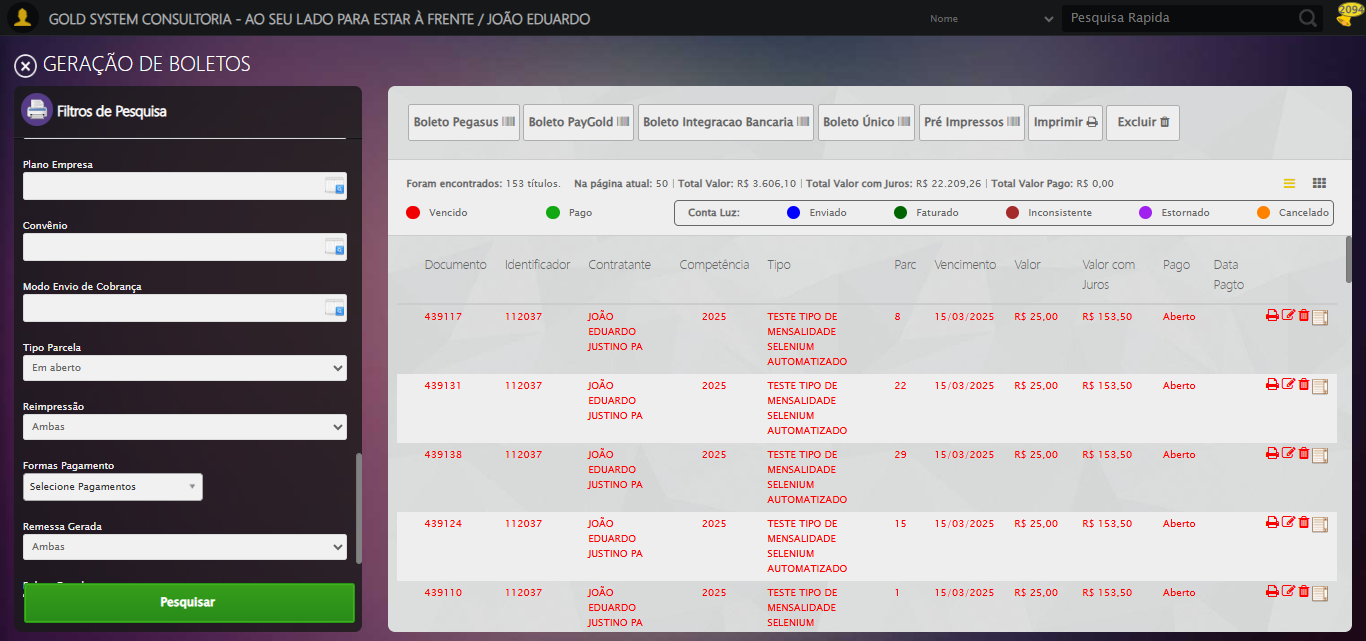 GOLD SYSTEM CONSULTORIA - AO SEU LADO PARA ESTAR À FRENTE / JOÃO EDUARDO
Nome
Pesquisa Rapida
2094
GERAÇÃO DE BOLETOS
Filtros de Pesquisa
Plano Empresa
Convênio
Modo Envio de Cobrança
Tipo Parcela
Em aberto
Reimpressão
Ambas
Formas Pagamento
Selecione Pagamentos
Remessa Gerada
Ambas
Pesquisar
Boleto Pegasus Boleto PayGold Boleto Integracao Bancaria Boleto Único Pré Impressos Imprimir Excluir
Foram encontrados: 153 títulos. Na página atual: 50 | Total Valor: R$ 3.606,10 | Total Valor com Juros: R$ 22.209,26 | Total Valor Pago: R$ 0,00
Vencido Pago Conta Luz: Enviado Faturado Inconsistente Estornado Cancelado
Documento Identificador Contratante Competência Tipo Parc Vencimento Valor Valor com Pago Data
Juros Pagto
439117 112037 JOÃO 2025 TESTE TIPO DE 8 15/03/2025 R$ 25,00 R$ 153,50 Aberto
EDUARDO MENSALIDADE
JUSTINO PA SELENIUM
AUTOMATIZADO
439131 112037 JOÃO 2025 TESTE TIPO DE 22 15/03/2025 R$ 25,00 R$ 153,50 Aberto
EDUARDO MENSALIDADE
JUSTINO PA SELENIUM
AUTOMATIZADO
439138 112037 JOÃO 2025 TESTE TIPO DE 29 15/03/2025 R$ 25,00 R$ 153,50 Aberto
EDUARDO MENSALIDADE
JUSTINO PA SELENIUM
AUTOMATIZADO
439124 112037 JOÃO 2025 TESTE TIPO DE 15 15/03/2025 R$ 25,00 R$ 153,50 Aberto
EDUARDO MENSALIDADE
JUSTINO PA SELENIUM
AUTOMATIZADO
439110 112037 JOÃO 2025 TESTE TIPO DE 1 15/03/2025 R$ 25,00 R$ 153,50 Aberto
EDUARDO MENSALIDADE
JUSTINO PA SELENIUM